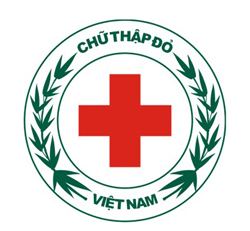 CHỮ THẬP ĐỎ
VIỆT NAM